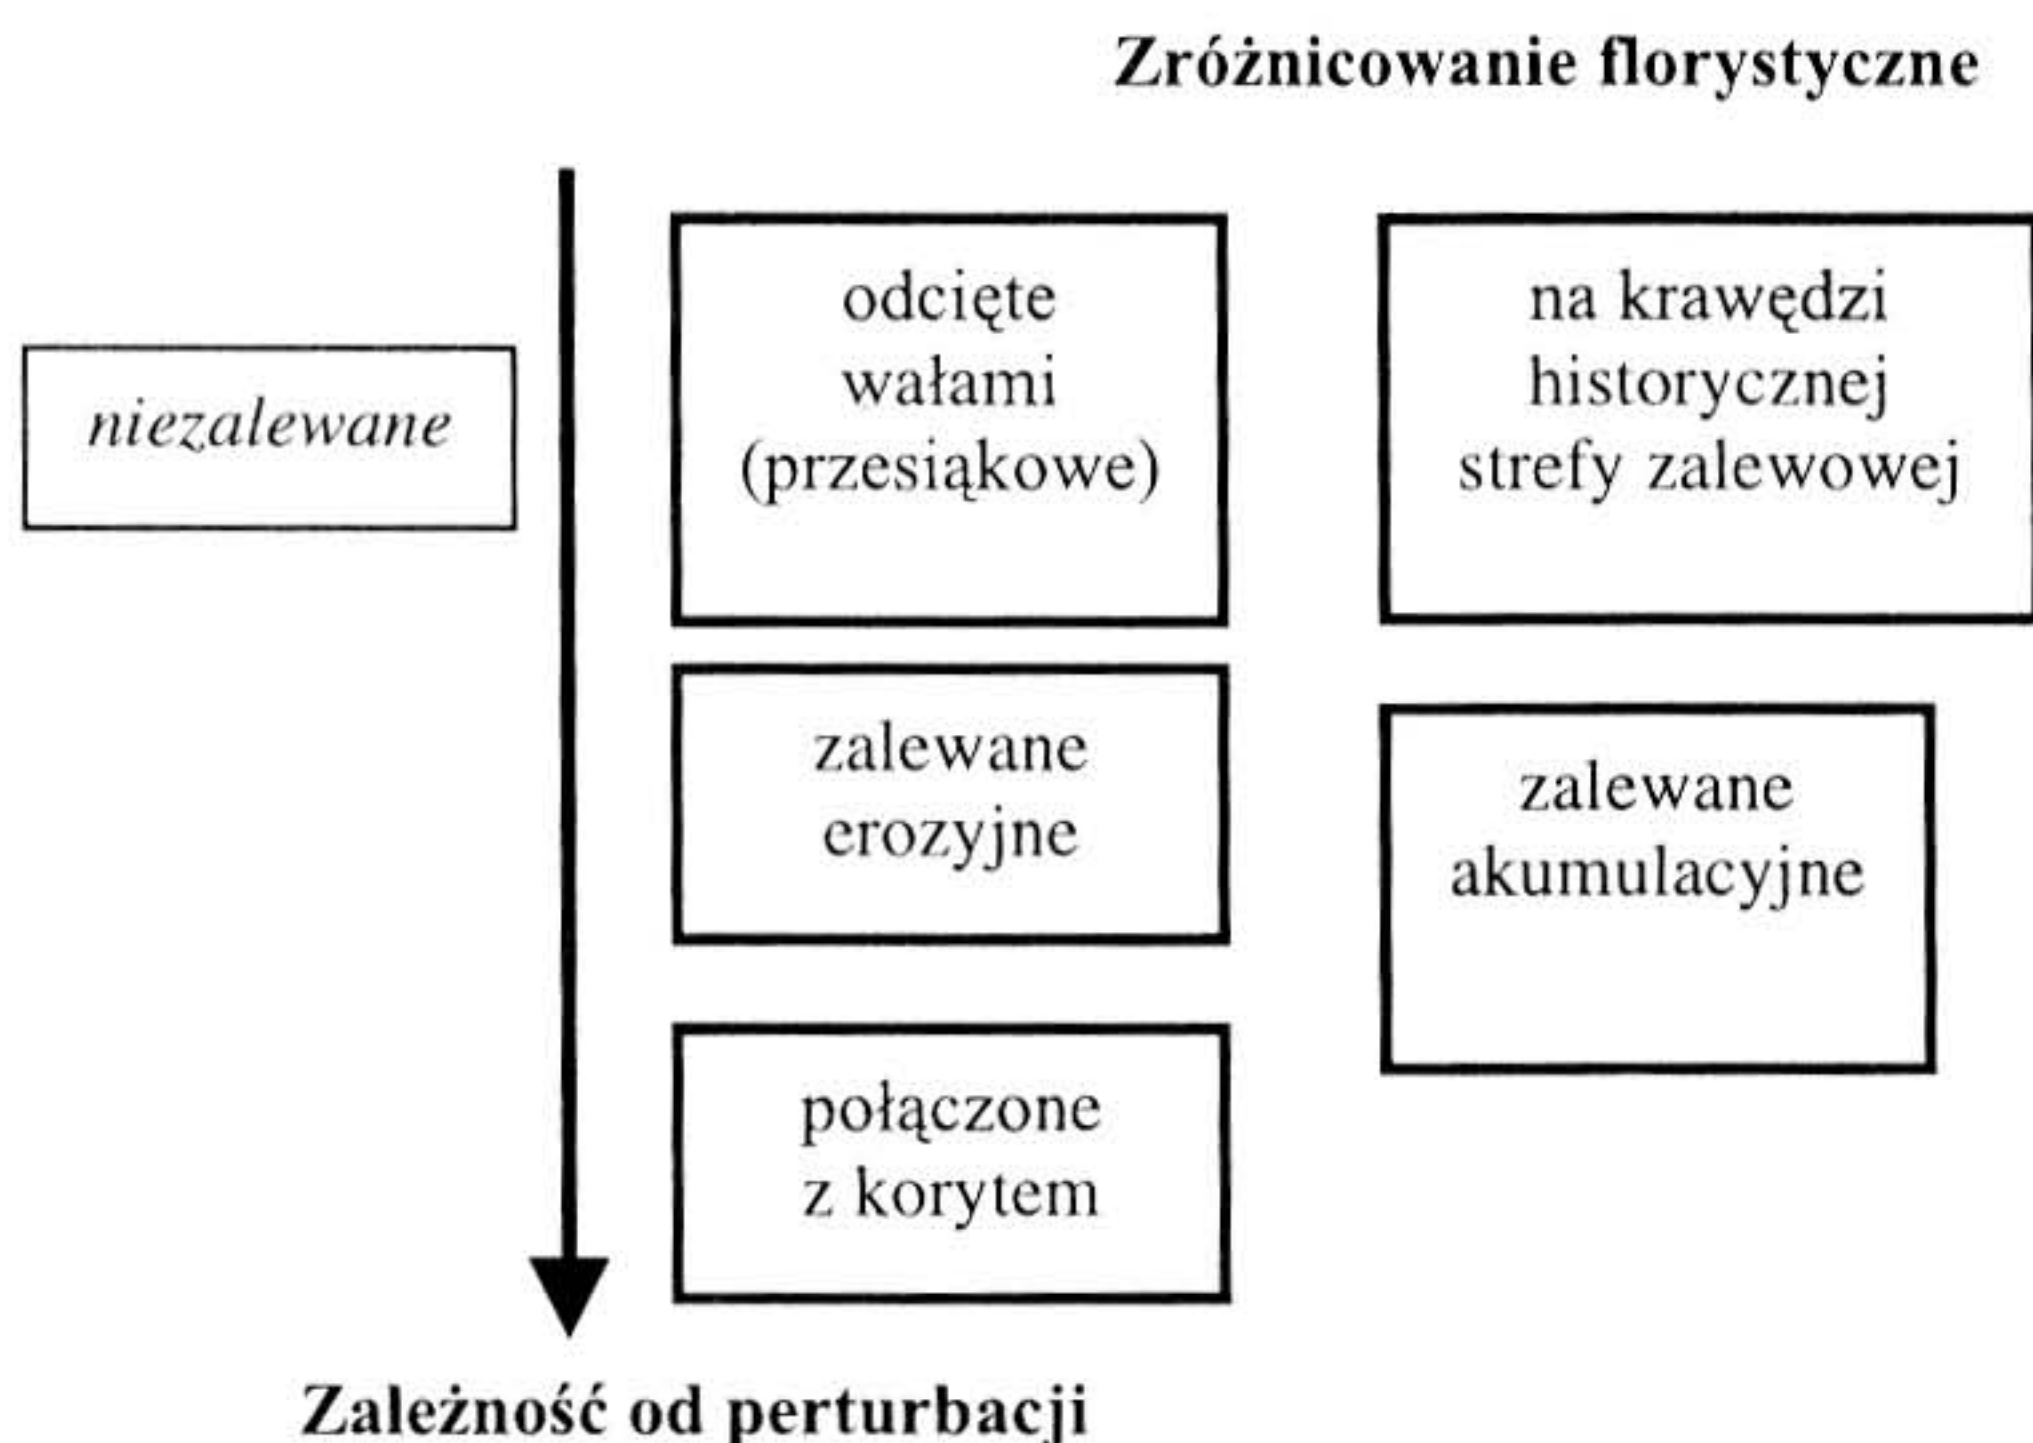 Zróżnicowanie florystyczne
niezalewane
odcięte
wałami
(przesiąkowe)
na krawędzi
historycznej
strefy zalewowej
zalewane
erozyjne
zalewane
akumulacyjne
połączone
z korytem
Zależność od perturbacji